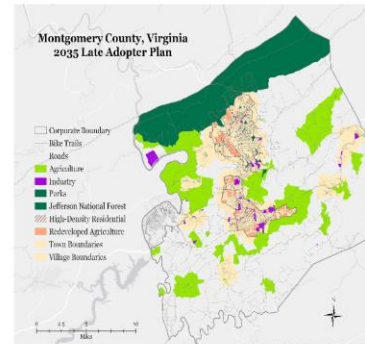 Montgomery County, Virginia
2035 Late Adopter Plan
Corporate Boundary
Bike Trails
Roads
Agriculture
Industry
Parks
Jefferson National Forest
High-Density Residential
Redeveloped Agriculture
Town Boundaries
Village Boundaries
Miles